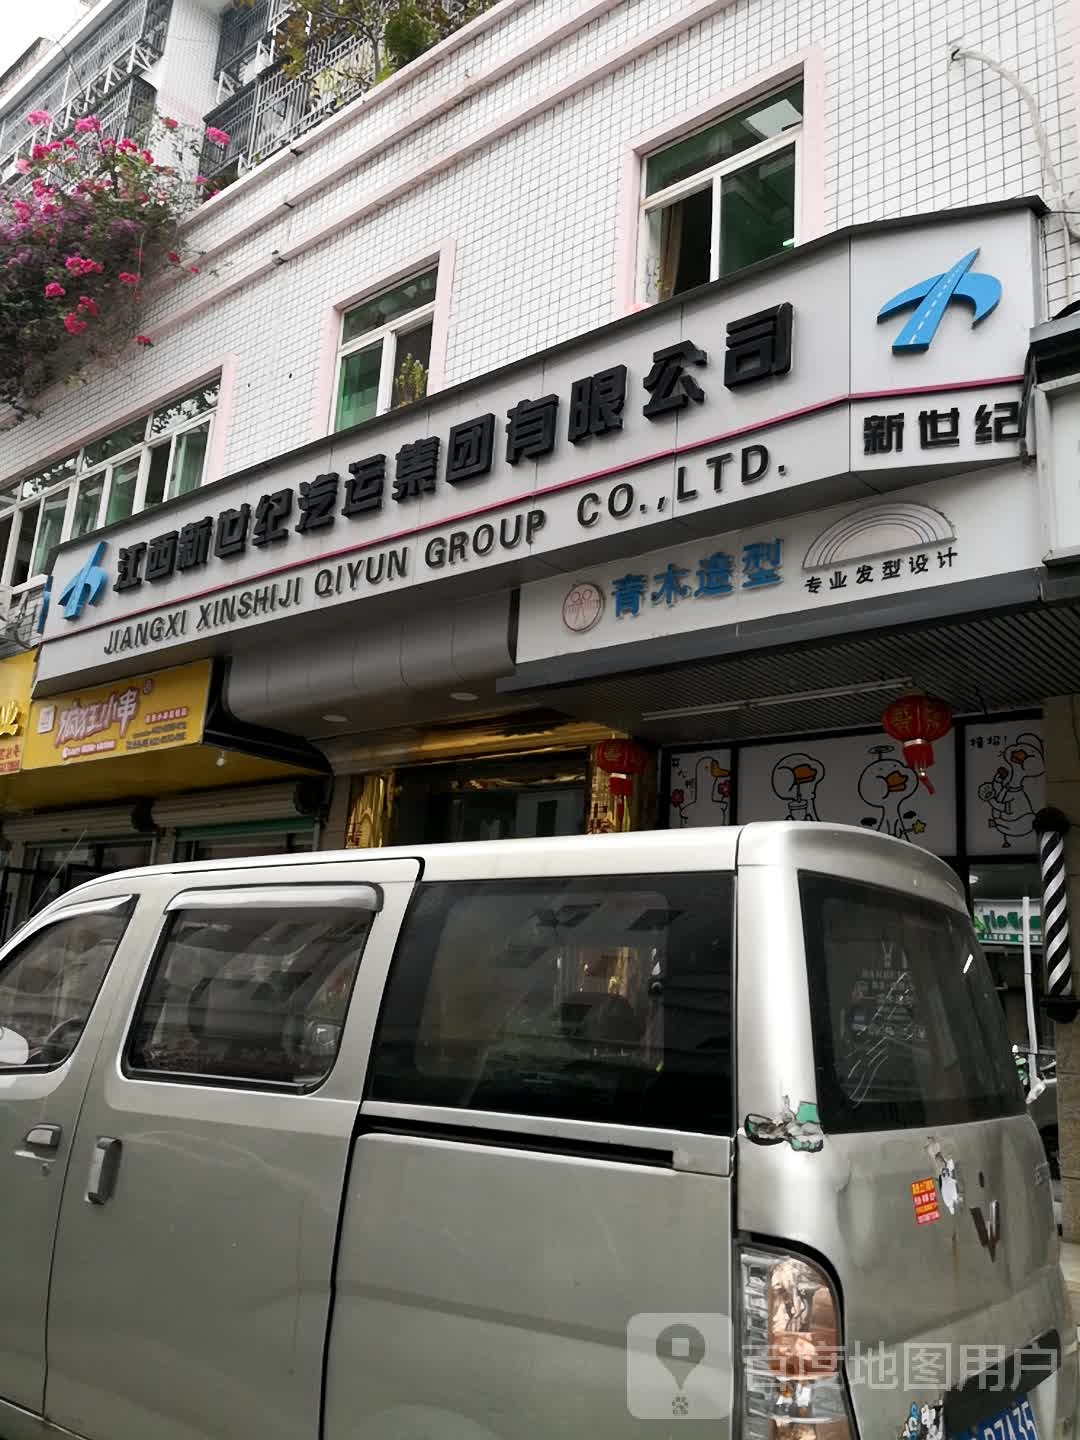 江西新世纪汽运集团有限公司
JIANGXI XINSHIJI QIYUN GROUP CO.,LTD.
新世纪
青木造型
专业发型设计
疯狂小串
接招!
百度地图用户